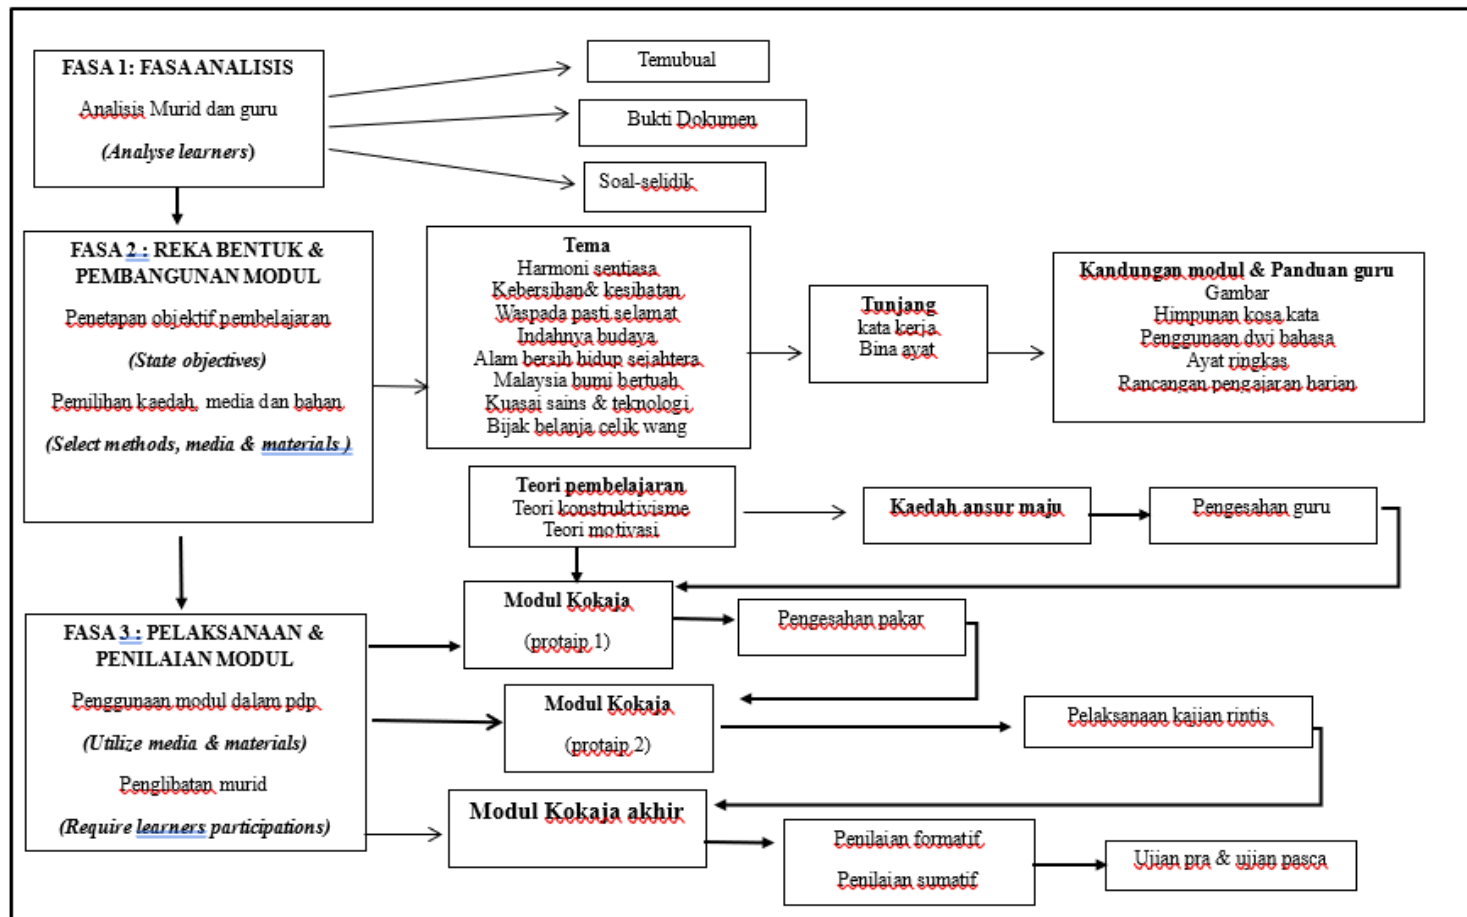 FASA 1: FASA ANALISIS
Analisis Murid dan guru
(Analyse learners)
Temubual
Bukti Dokumen
Soal-selidik
FASA 2 : REKA BENTUK &
PEMBANGUNAN MODUL
Penetapan objektif pembelajaran
(State objectives)
Pemilihan kaedah, media dan bahan
(Select methods, media & materials )
Tema
Harmoni sentiasa
Kebersihan& kesihatan
Waspada pasti selamat
Indahnya budaya
Alam bersih hidup sejahtera
Malaysia bumi bertuah
Kuasai sains & teknologi
Bijak belanja celik wang
Tunjang
kata kerja
Bina ayat
Kandungan modul & Panduan guru
Gambar
Himpunan kosa kata
Penggunaan dwi bahasa
Ayat ringkas
Rancangan pengajaran harian
Teori pembelajaran
Teori konstruktivisme
Teori motivasi
Kaedah ansur maju
Pengesahan guru
FASA 3 : PELAKSANAAN &
PENILAIAN MODUL
Penggunaan modul dalam pdp
(Utilize media & materials)
Penglibatan murid
(Require learners participations)
Modul Kokaja
(protaip 1)
Pengesahan pakar
Modul Kokaja
(protaip 2)
Pelaksanaan kajian rintis
Modul Kokaja akhir
Penilaian formatif
Penilaian sumatif
Ujian pra & ujian pasca